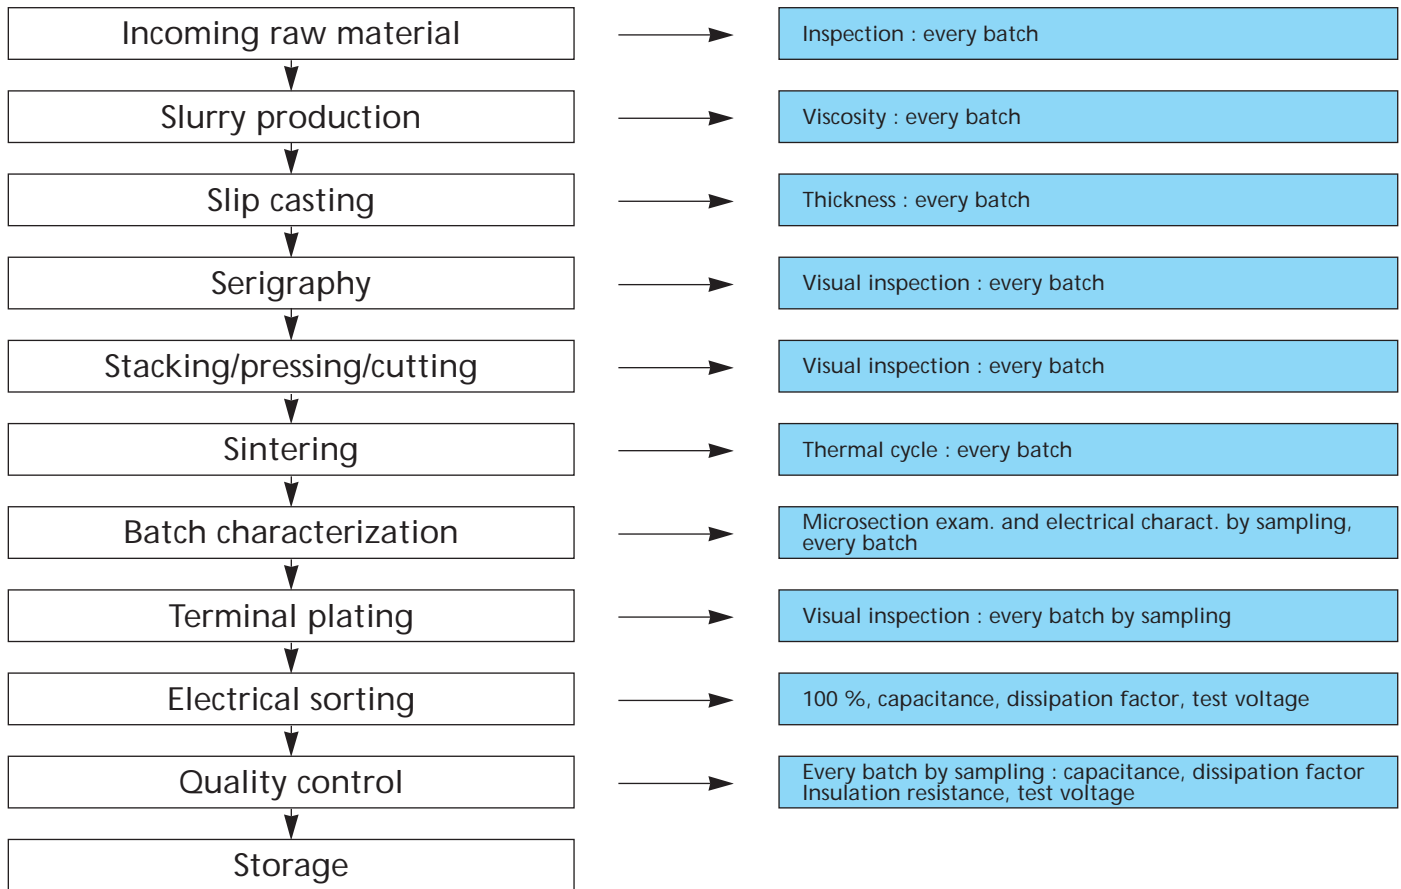 Incoming raw material
Inspection : every batch
Slurry production
Viscosity : every batch
Slip casting
Thickness : every batch
Serigraphy
Visual inspection : every batch
Stacking/pressing/cutting
Visual inspection : every batch
Sintering
Thermal cycle : every batch
Batch characterization
Microsection exam. and electrical charact. by sampling,
every batch
Terminal plating
Visual inspection : every batch by sampling
Electrical sorting
100 %, capacitance, dissipation factor, test voltage
Quality control
Every batch by sampling : capacitance, dissipation factor
Insulation resistance, test voltage
Storage